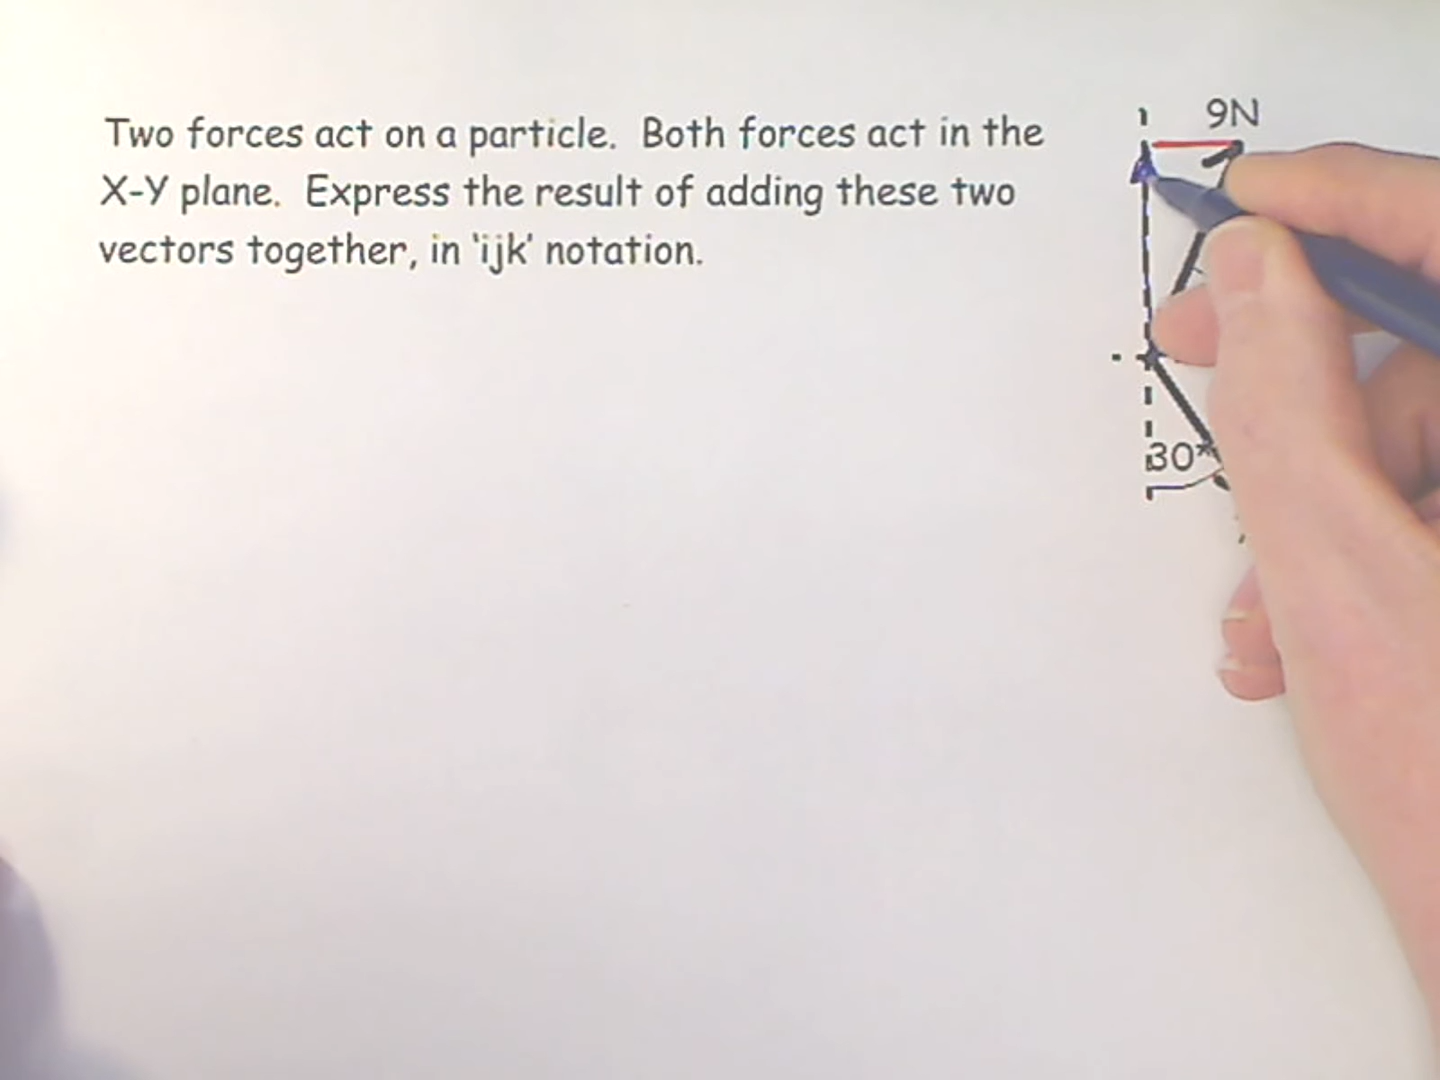 Two forces act on a particle. Both forces act in the
X-Y plane. Express the result of adding these two
vectors together, in 'ijk' notation.
9N
30°